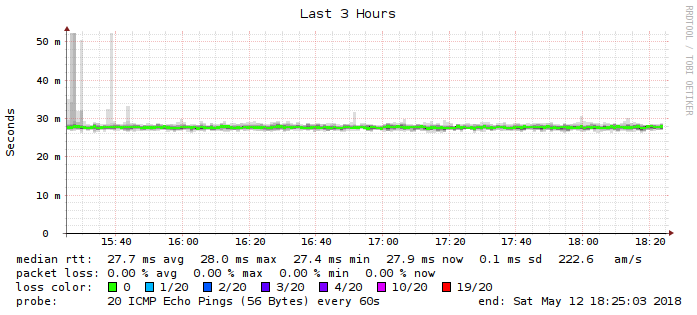 Last 3 Hours
RRDTOOL / TOBI OETIKER
Seconds
50 m
40 m
30 m
20 m
10 m
0
15:40 16:00 16:20 16:40 17:00 17:20 17:40 18:00 18:20
median rtt: 27.7 ms avg 28.0 ms max 27.4 ms min 27.9 ms now 0.1 ms sd 222.6 am/s
packet loss: 0.00 % avg 0.00 % max 0.00 % min 0.00 % now
loss color: 0 1/20 2/20 3/20 4/20 10/20 19/20
probe: 20 ICMP Echo Pings (56 Bytes) every 60s end: Sat May 12 18:25:03 2018